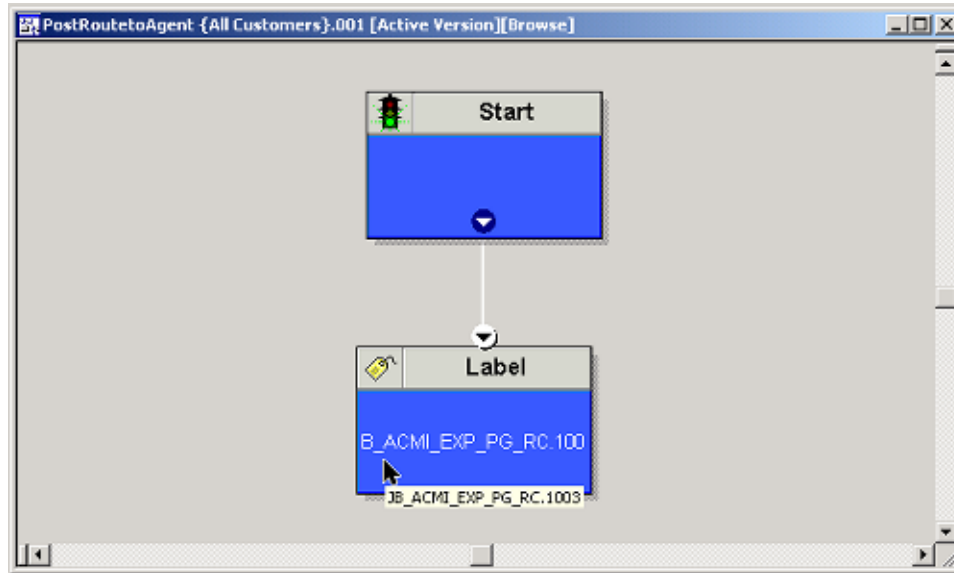 PostRoutetoAgent {All Customers}.001 [Active Version][Browse]
Start
Label
B_ACMI_EXP_PG_RC.100
JB_ACMI_EXP_PG_RC.1003